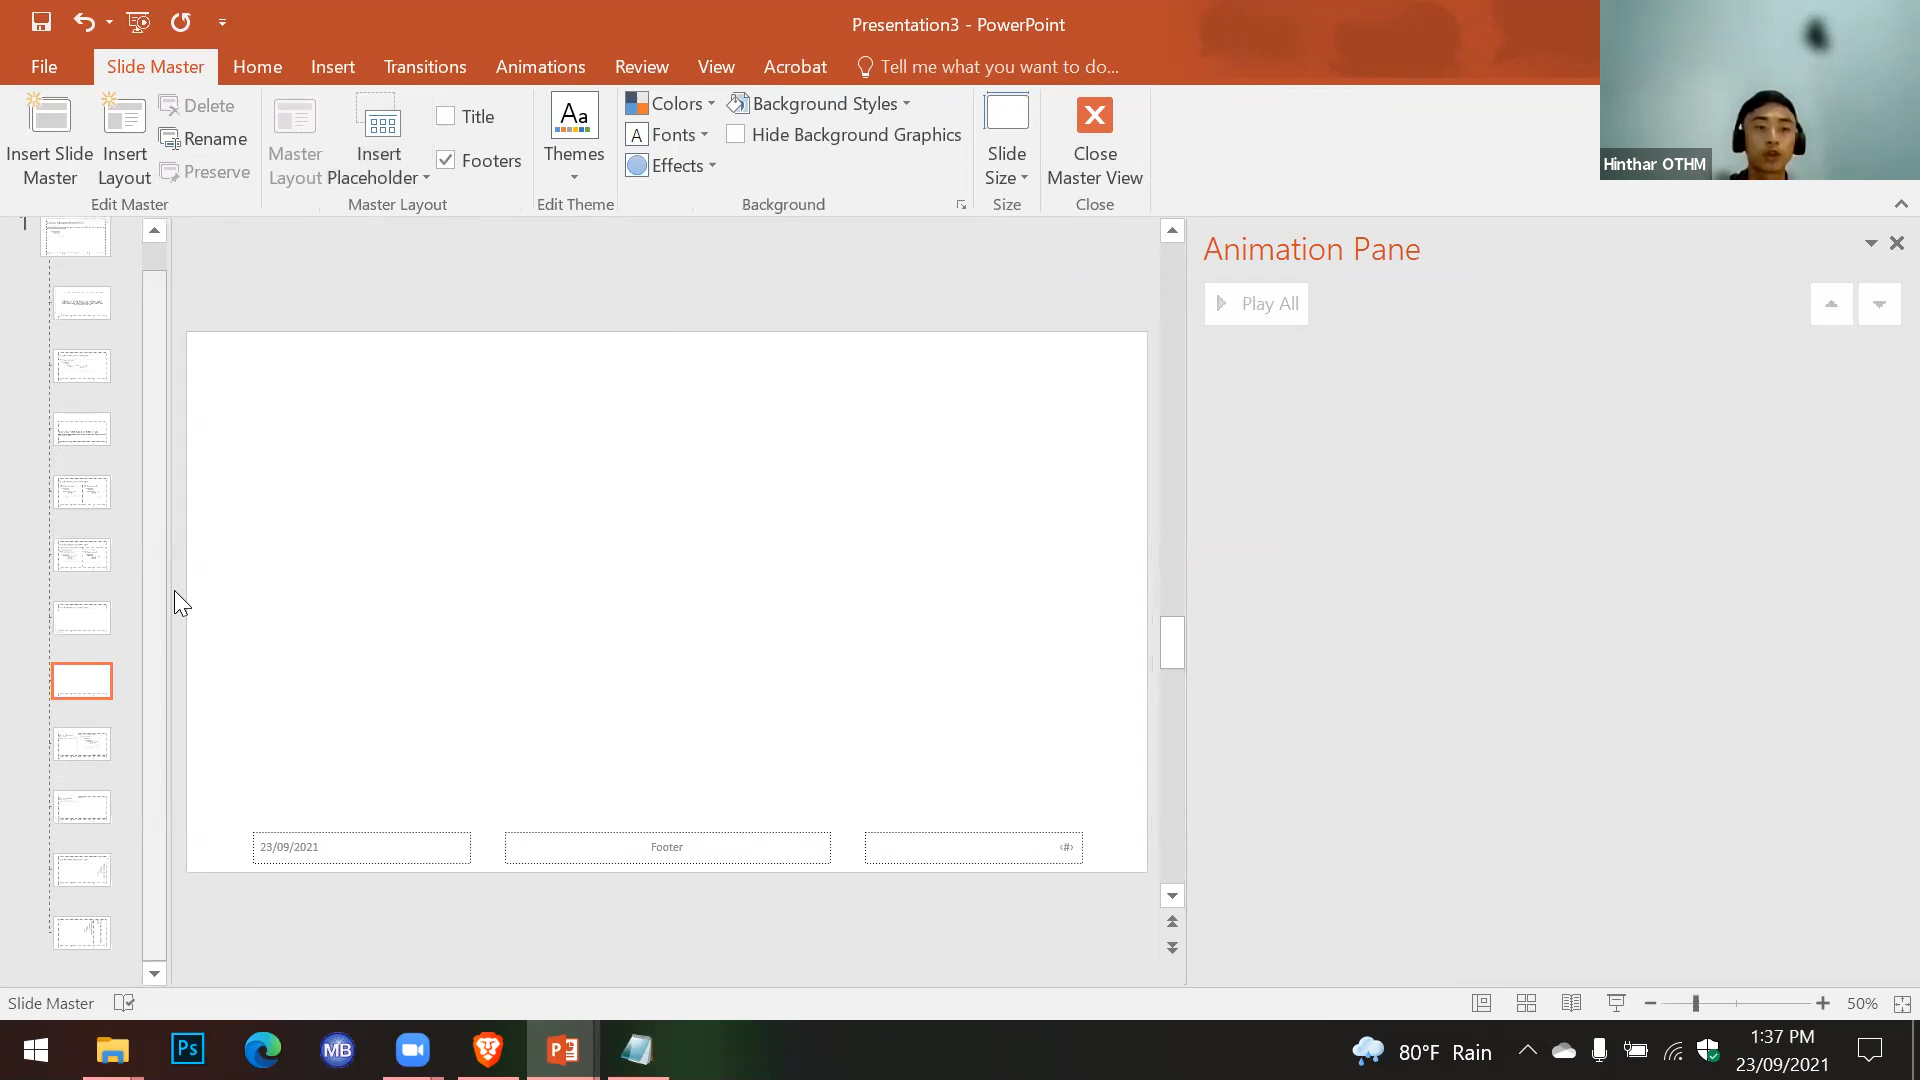 Presentation3 - PowerPoint
File
Slide Master
Home
Insert
Transitions
Animations
Review
View
Acrobat
Tell me what you want to do...
Insert Slide
Master
Insert
Layout
Delete
Rename
Preserve
Edit Master
Master
Layout
Insert
Placeholder
Title
Footers
Master Layout
Aa
Themes
Edit Theme
Colors
A Fonts
Effects
Background Styles
Hide Background Graphics
Background
Slide
Size
Size
Close
Master View
Close
Hinthar OTHM
1
Animation Pane
Play All
23/09/2021
Footer
‹#›
Slide Master
50%
Ps
MB
80°F Rain
1:37 PM
23/09/2021